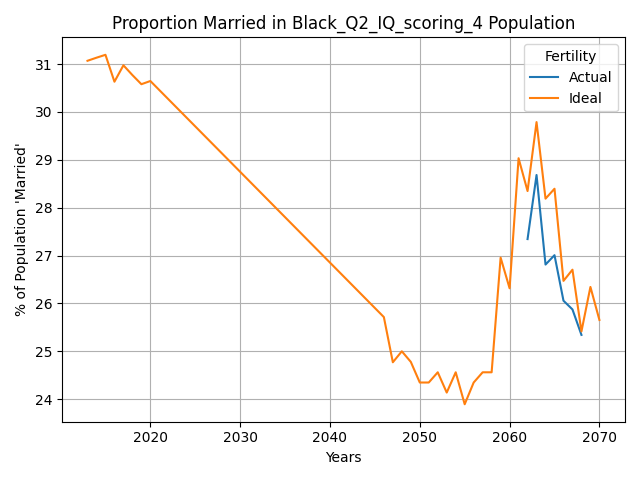 Proportion Married in Black_Q2_IQ_scoring_4 Population
% of Population 'Married'
31
30
29
28
27
26
25
24
Fertility
Actual
Ideal
2020 2030 2040 2050 2060 2070
Years